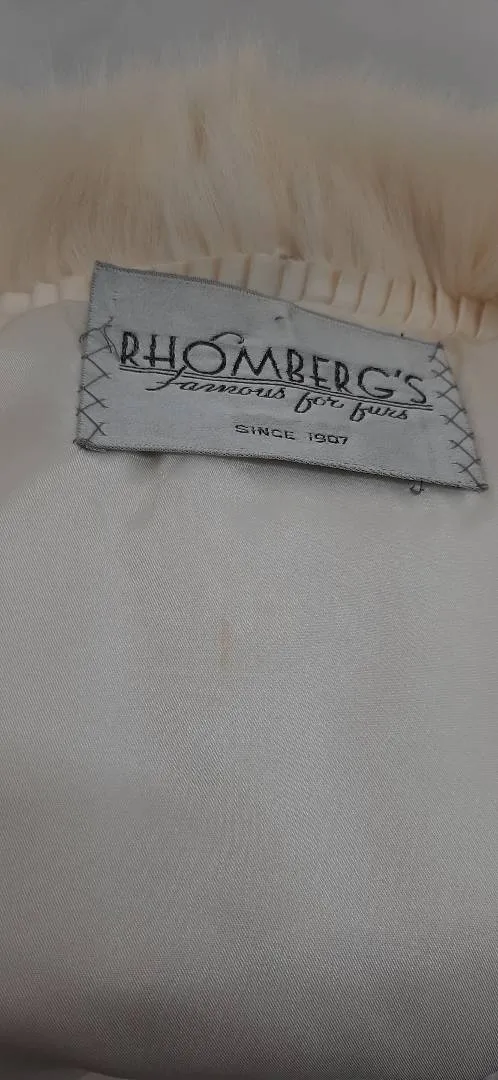 RHOMBERG'S
Famous for furs
SINCE 1907